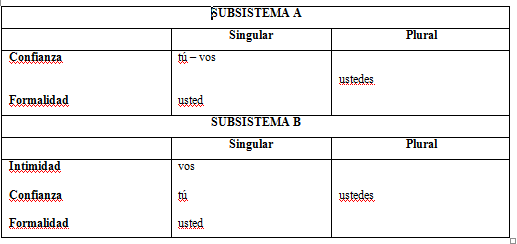 SUBSISTEMA A
Singular Plural
Confianza tú – vos
ustedes
Formalidad usted
SUBSISTEMA B
Singular Plural
Intimidad vos
Confianza tú ustedes
Formalidad usted